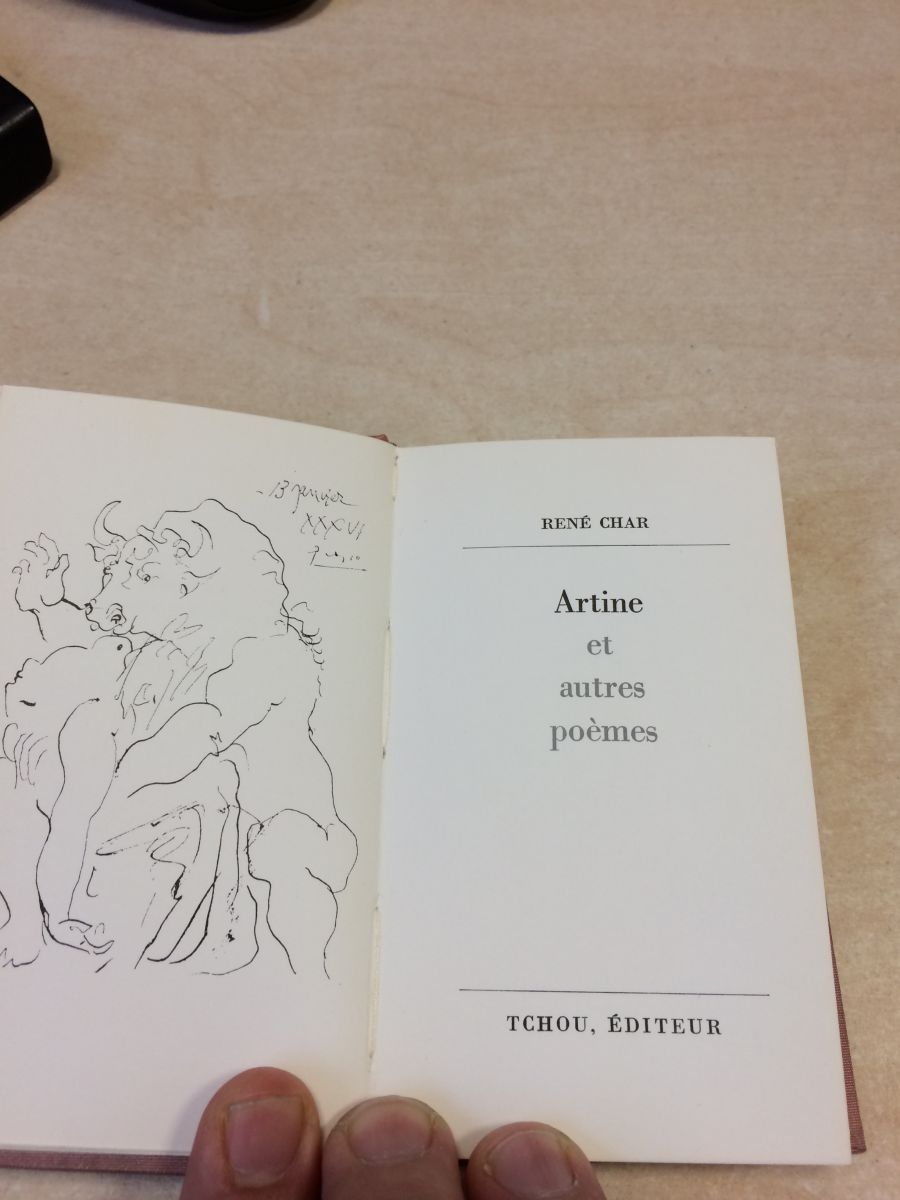 13 janvier
XXXVI
RENÉ CHAR
Artine
et
autres
poèmes
TCHOU, ÉDITEUR